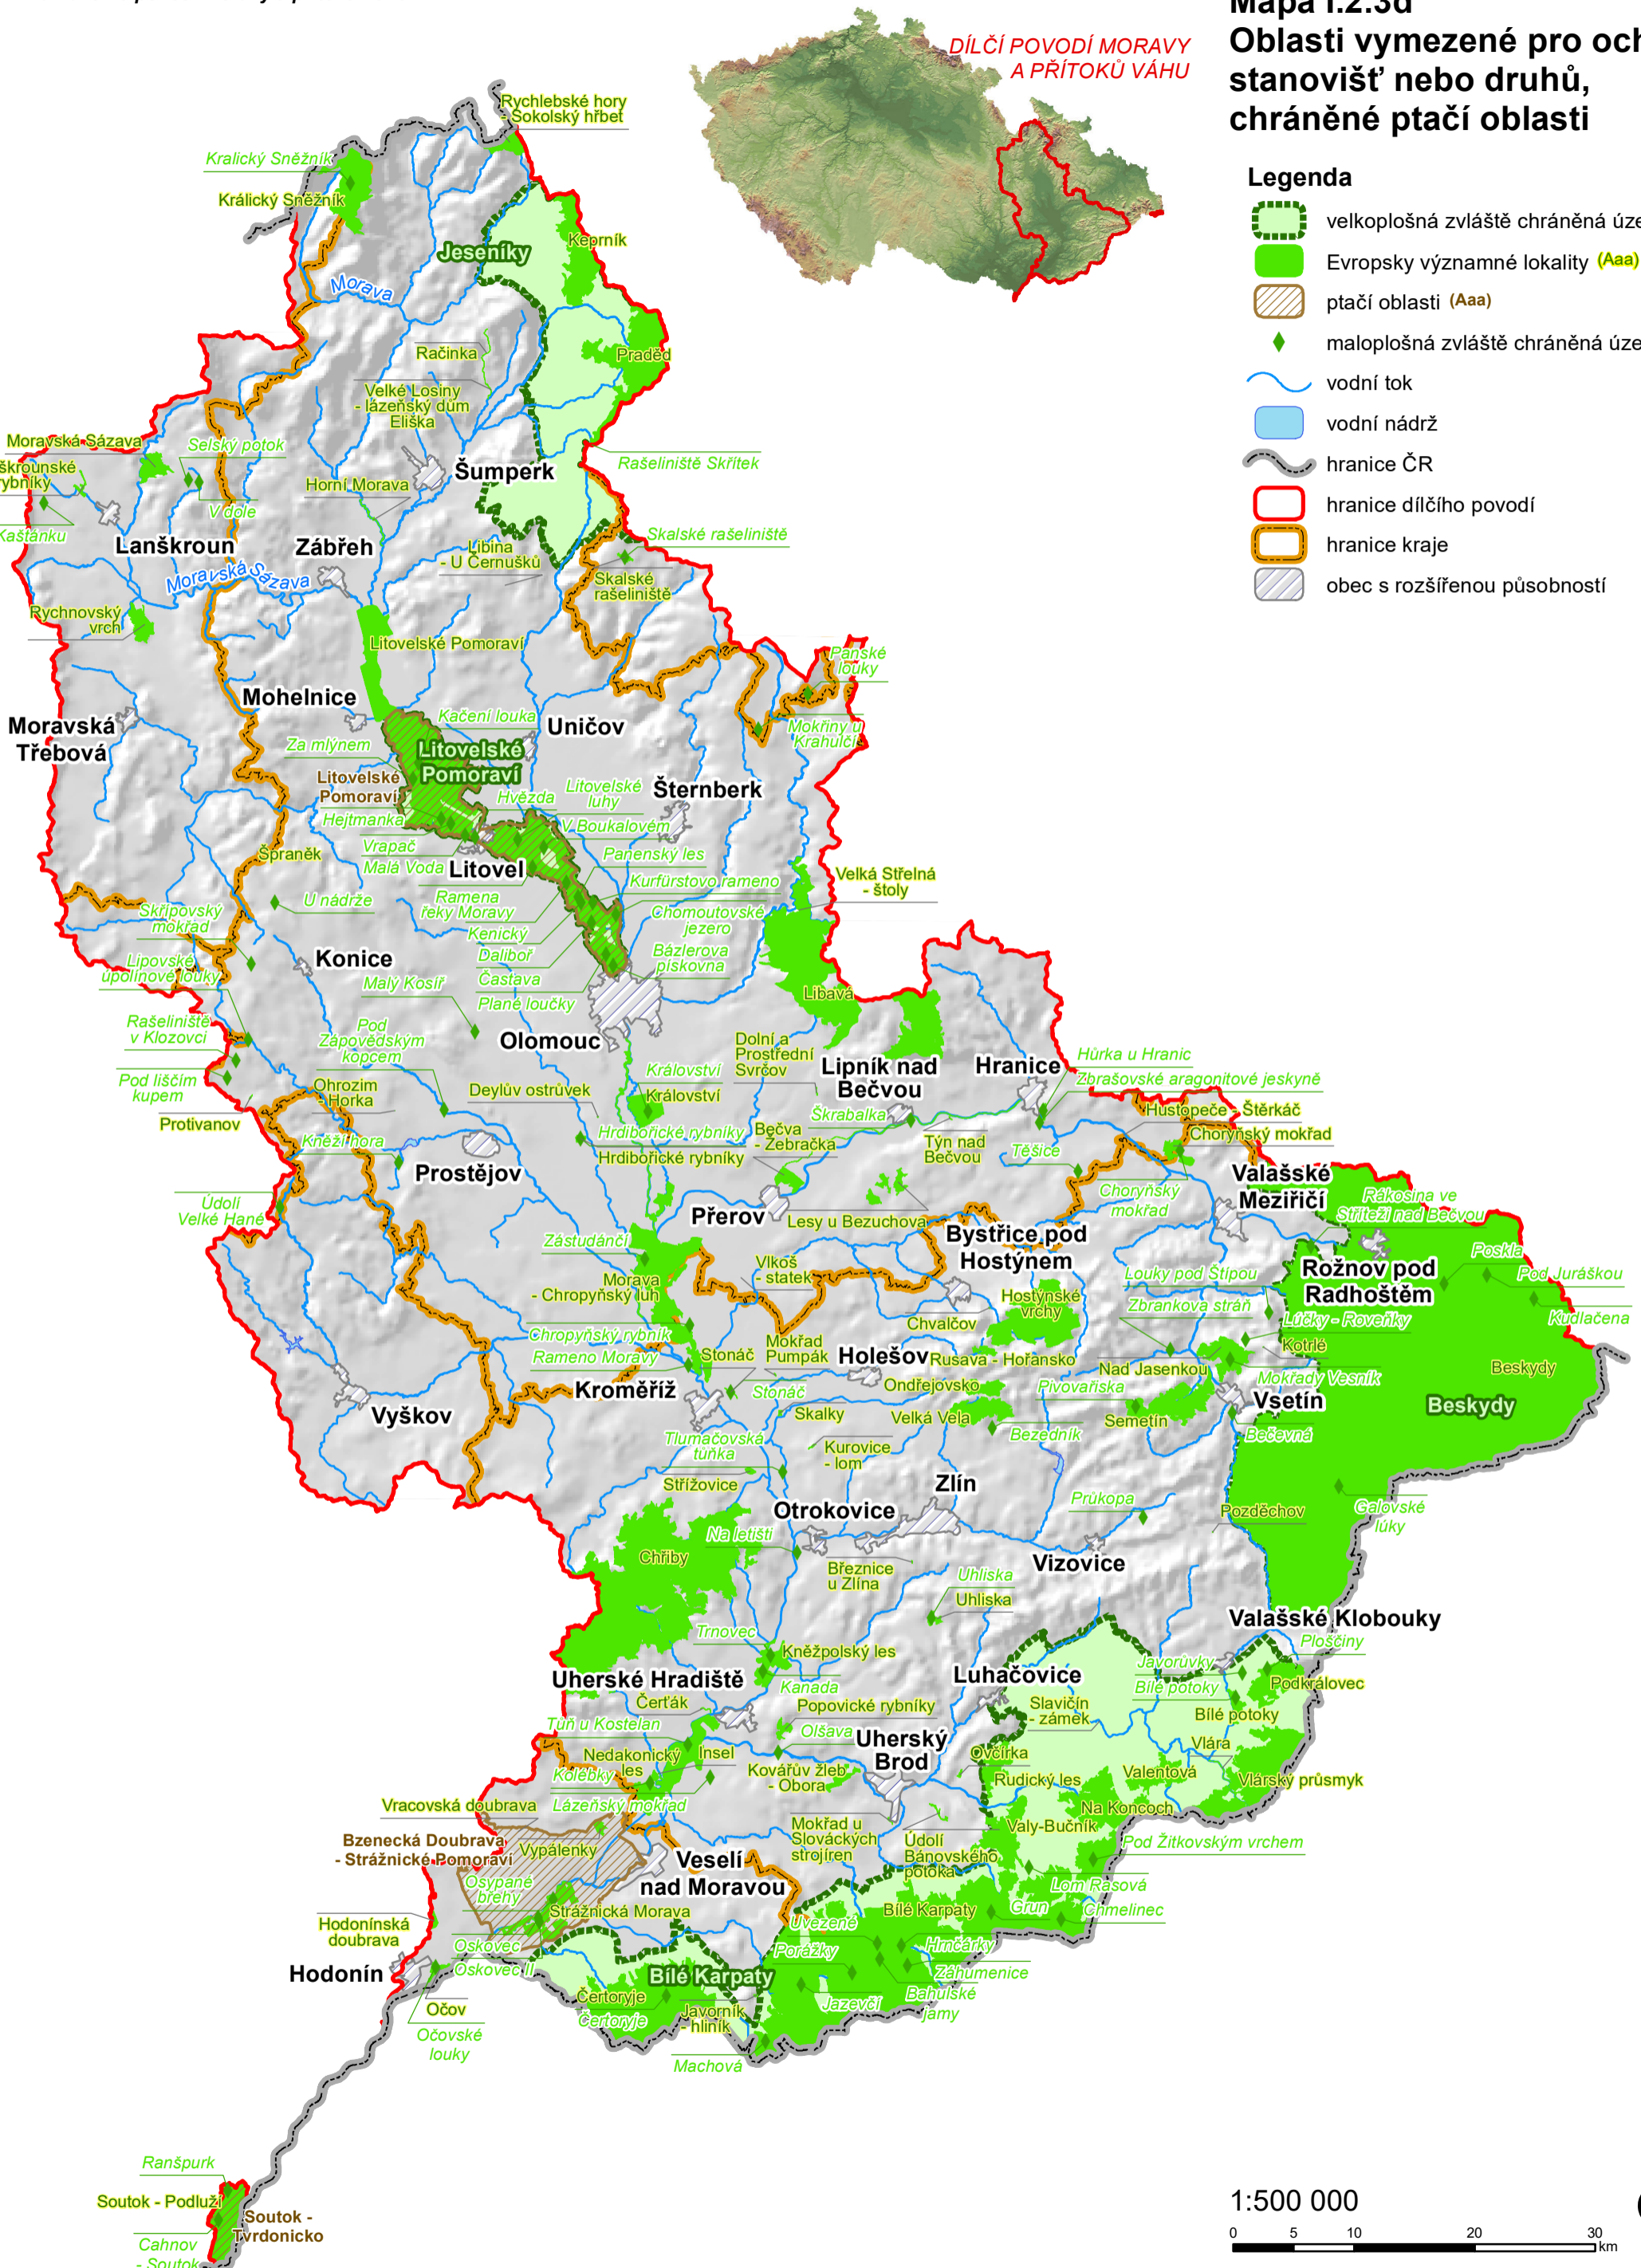 DÍLČÍ POVODÍ MORAVY
A PŘÍTOKŮ VÁHU
Mapa I.2.3d
Oblasti vymezené pro och
stanovišť nebo druhů,
chráněné ptačí oblasti
Legenda
velkoplošná zvláště chráněná úze
Evropsky významné lokality (Aaa)
ptačí oblasti (Aaa)
maloplošná zvláště chráněná úze
vodní tok
vodní nádrž
hranice ČR
hranice dílčího povodí
hranice kraje
obec s rozšířenou působností
Rychlebské hory
- Sokolský hřbet
Kralický Sněžník
Králický Sněžník
Keprník
Jeseníky
Morava
Račinka
Praděd
Velké Losiny
- lázeňský dům
Eliška
Moravská Sázava
Selský potok
škrounské
rybníky
Šumperk
Rašeliniště Skřítek
Horní Morava
V dole
Kaštánku
Lanškroun
Zábřeh
Skalské rašeliniště
Libina
- U Černušků
Moravská Sázava
Skalské
rašeliniště
Rychnovský
vrch
Litovelské Pomoraví
Panské
louky
Mohelnice
Kačení louka
Uničov
Moravská
Třebová
Mokřiny u
Krahulčí
Za mlýnem
Litovelské
Pomoraví
Litovelské
Pomoraví
Hvězda
Litovelské
luhy
Šternberk
Hejtmanka
V Boukalovém
Vrapač
Špraněk
Malá Voda
Litovel
Panenský les
Velká Střelná
- štoly
Kurfürstovo rameno
U nádrže
Ramena
řeky Moravy
Skřípovský
mokřad
Chomoutovské
jezero
Kenický
Dalibor
Bázlerova
pískovna
Konice
Lipovské
úpolínové louky
Častava
Malý Kosíř
Plané loučky
Libavá
Rašeliniště
v Klozovci
Pod
Zápovědským
kopcem
Olomouc
Dolní a
Prostřední
Svrčov
Lipník nad
Bečvou
Hranice
Hůrka u Hranic
Zbrašovské aragonitové jeskyně
Pod liščím
kupem
Ohrozim
- Horka
Deylův ostrůvek
Království
Království
Protivanov
Škrabalka
Hustopeče - Štěrkáč
Kněží hora
Hrdibořické rybníky
Hrdibořické rybníky
Bečva
- Žebračka
Týn nad
Bečvou
Choryňský mokřad
Těšice
Prostějov
Valašské
Meziříčí
Údolí
Velké Hané
Choryňský
mokřad
Rákosina ve
Stříteži nad Bečvou
Přerov
Lesy u Bezuchova
Bystřice pod
Hostýnem
Zástudánčí
Vlkoš
- statek
Poskla
Pod Juráškou
Rožnov pod
Radhoštěm
Louky pod Štípou
Morava
- Chropyňský luh
Hostýnské
vrchy
Zbrankova stráň
Kudlačena
Lúčky - Roveňky
Chvalčov
Chropyňský rybník
Mokřad
Pumpák
Kotrlé
Rameno Moravy
Stonáč
Holešov
Rusava - Hořansko
Nad Jasenkou
Beskydy
Mokřady Vesník
Stonáč
Ondřejovsko
Pivovařiska
Kroměříž
Vsetín
Beskydy
Vyškov
Skalky
Velká Vela
Semetín
Bezedník
Bečevná
Tlumačovská
tůňka
Kurovice
- lom
Střížovice
Zlín
Otrokovice
Průkopa
Pozděchov
Galovské
lúky
Na letišti
Chřiby
Březnice
u Zlína
Vizovice
Uhliska
Uhliska
Valašské Klobouky
Ploščiny
Trnovec
Kněžpolský les
Javorůvky
Uherské Hradiště
Kanada
Luhačovice
Bílé potoky
Podkrálovec
Čerťák
Popovické rybníky
Slavičín
- zámek
Bílé potoky
Tůň u Kostelan
Olšava
Uherský
Brod
Vlára
Nedakonický
les
Insel
Ovčírka
Kolébky
Kovářův žleb
- Obora
Rudický les
Valentová
Vlárský průsmyk
Vracovská doubrava
Lázeňský mokřad
Na Koncoch
Bzenecká Doubrava
- Strážnické Pomoraví
Vypálenky
Mokřad u
Slováckých
strojíren
Údolí
Bánovského
potoka
Valy-Bučník
Pod Žitkovským vrchem
Veselí
nad Moravou
Osypané
břehy
Lom Rasová
Strážnická Morava
Bílé Karpaty
Grun
Chmelinec
Hodonínská
doubrava
Uvezené
Oskovec
Porážky
Hrnčárky
Oskovec II
Hodonín
Bílé Karpaty
Záhumenice
Čertoryje
Čertoryje
Očov
Javorník
- hliník
Jazevčí
Bahulské
jamy
Očovské
louky
Machová
Ranšpurk
Soutok - Podluží
Soutok -
Tvrdonicko
Cahnov
- Soutok
1:500 000
0 5 10 20 30
km